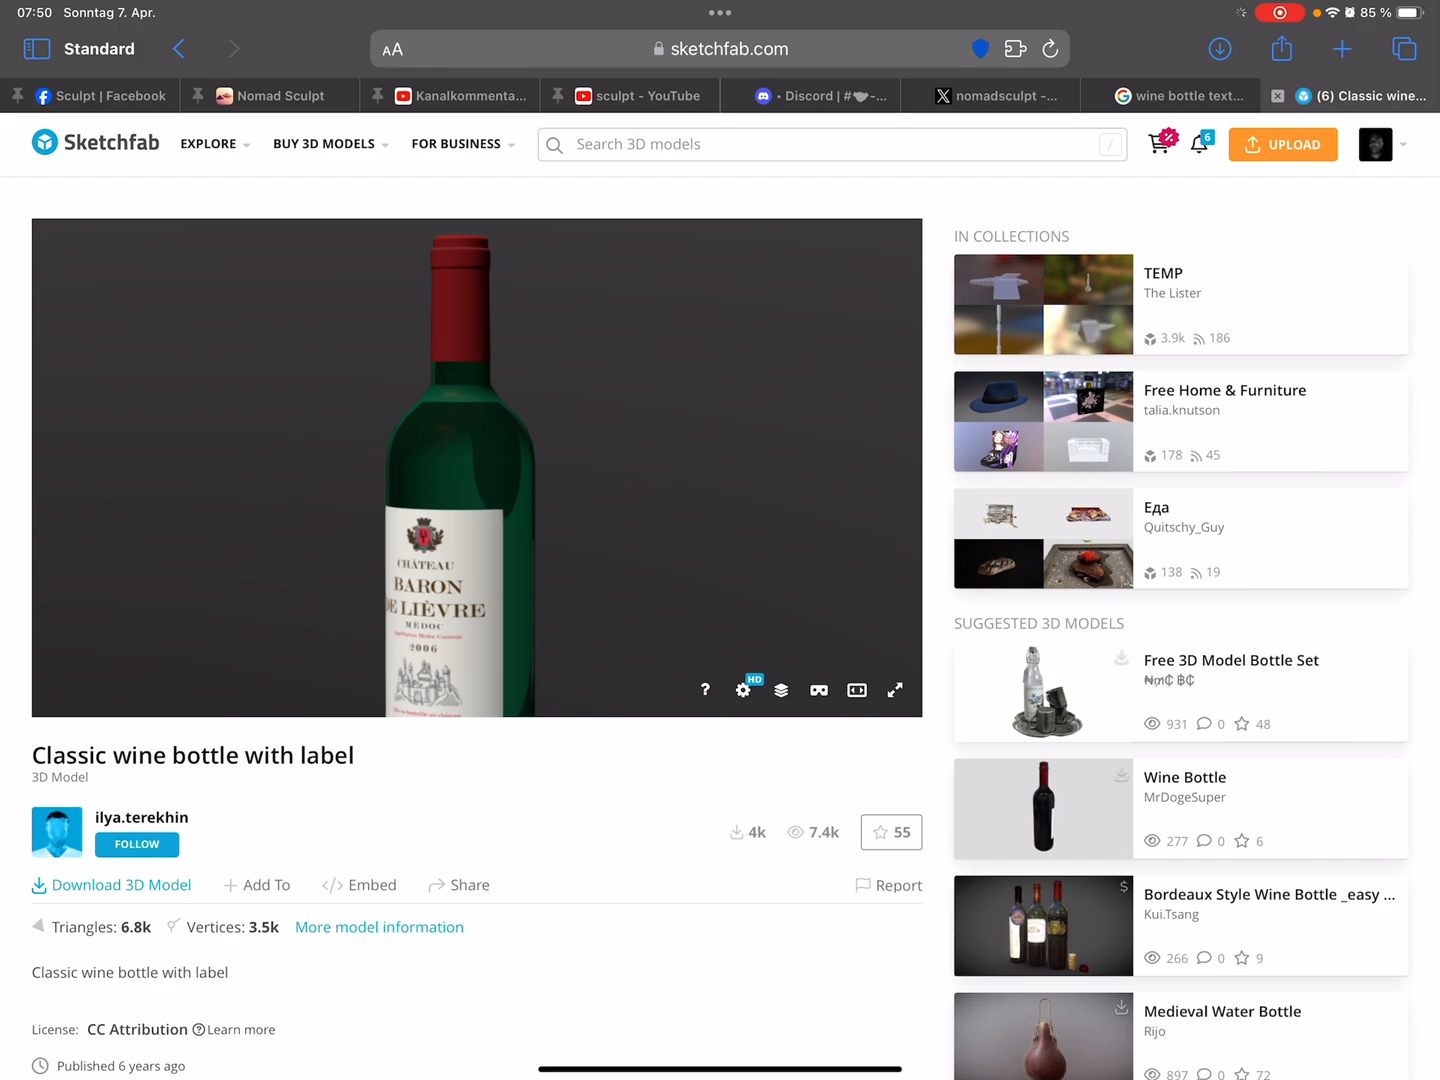 07:50 Sonntag 7. Apr.
85 %
Standard
AA
sketchfab.com
Sculpt | Facebook
Nomad Sculpt
Kanalkommenta...
sculpt - YouTube
• Discord | #
nomadsculpt -...
wine bottle text...
(6) Classic wine...
Sketchfab
EXPLORE
BUY 3D MODELS
FOR BUSINESS
Search 3D models
/
%
6
UPLOAD
CHÂTEAU
BARON
DE LIÈVRE
MÉDOC
Appellation Médoc Contrôlée
2006
?
HD
Classic wine bottle with label
3D Model
ilya.terekhin
FOLLOW
4k
7.4k
55
Download 3D Model
Add To
Embed
Share
Report
Triangles: 6.8k
Vertices: 3.5k
More model information
Classic wine bottle with label
License: CC Attribution
Learn more
Published 6 years ago
IN COLLECTIONS
TEMP
The Lister
3.9k 186
Free Home & Furniture
talia.knutson
178 45
Еда
Quitschy_Guy
138 19
SUGGESTED 3D MODELS
Free 3D Model Bottle Set
931 0 48
Wine Bottle
MrDogeSuper
277 0 6
$
Bordeaux Style Wine Bottle _easy ...
Kui.Tsang
266 0 9
Medieval Water Bottle
Rijo
897 0 72